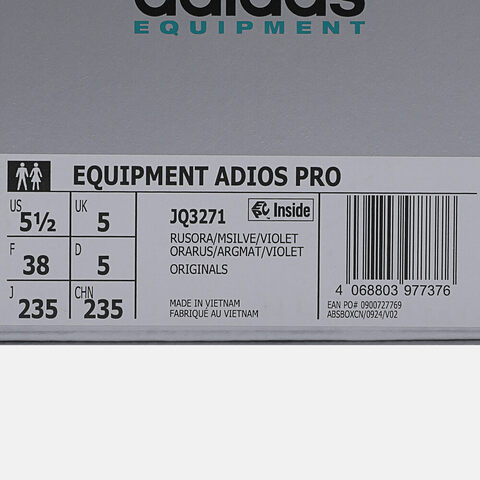 adidas
EQUIPMENT
EQUIPMENT ADIOS PRO
US 5½ UK 5
F 38 D 5
J 235 CHN 235
JQ3271 Inside
RUSORA/MSILVE/VIOLET
ORARUS/ARGMAT/VIOLET
ORIGINALS
MADE IN VIETNAM
FABRIQUÉ AU VIETNAM
4 068803 977376
EAN PO# 0900727769
ABSBOXCN/0924/V02